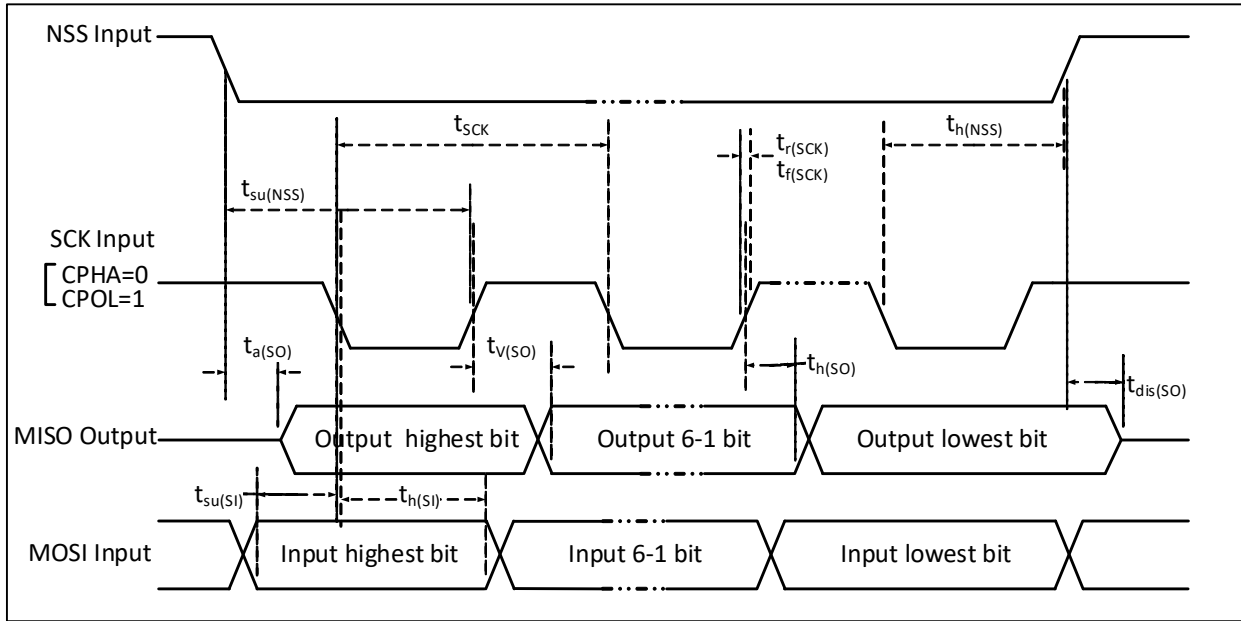 NSS Input
tSCK
th(NSS)
tr(SCK)
tf(SCK)
tsu(NSS)
SCK Input
CPHA=0
CPOL=1
ta(SO)
tV(SO)
th(SO)
tdis(SO)
MISO Output
Output highest bit
Output 6-1 bit
Output lowest bit
tsu(SI)
th(SI)
MOSI Input
Input highest bit
Input 6-1 bit
Input lowest bit